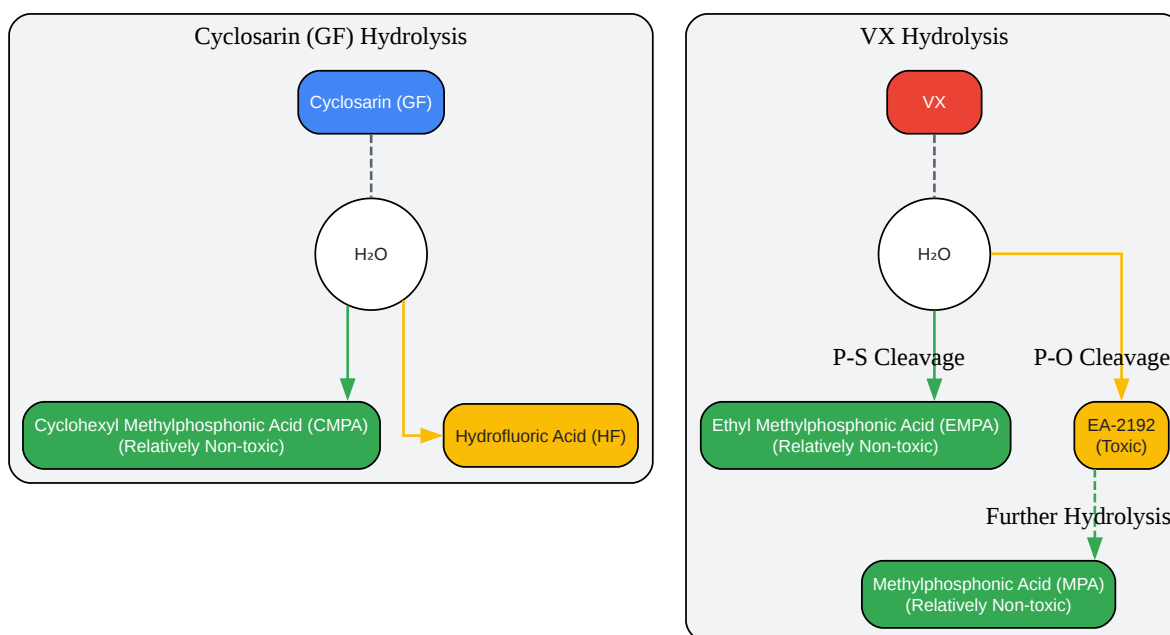 Cyclosarin (GF) Hydrolysis
Cyclosarin (GF)
H₂O
Cyclohexyl Methylphosphonic Acid (CMPA)
(Relatively Non-toxic)
Hydrofluoric Acid (HF)
VX Hydrolysis
VX
H₂O
P-S Cleavage
P-O Cleavage
Ethyl Methylphosphonic Acid (EMPA)
(Relatively Non-toxic)
EA-2192
(Toxic)
Further Hydrolysis
Methylphosphonic Acid (MPA)
(Relatively Non-toxic)